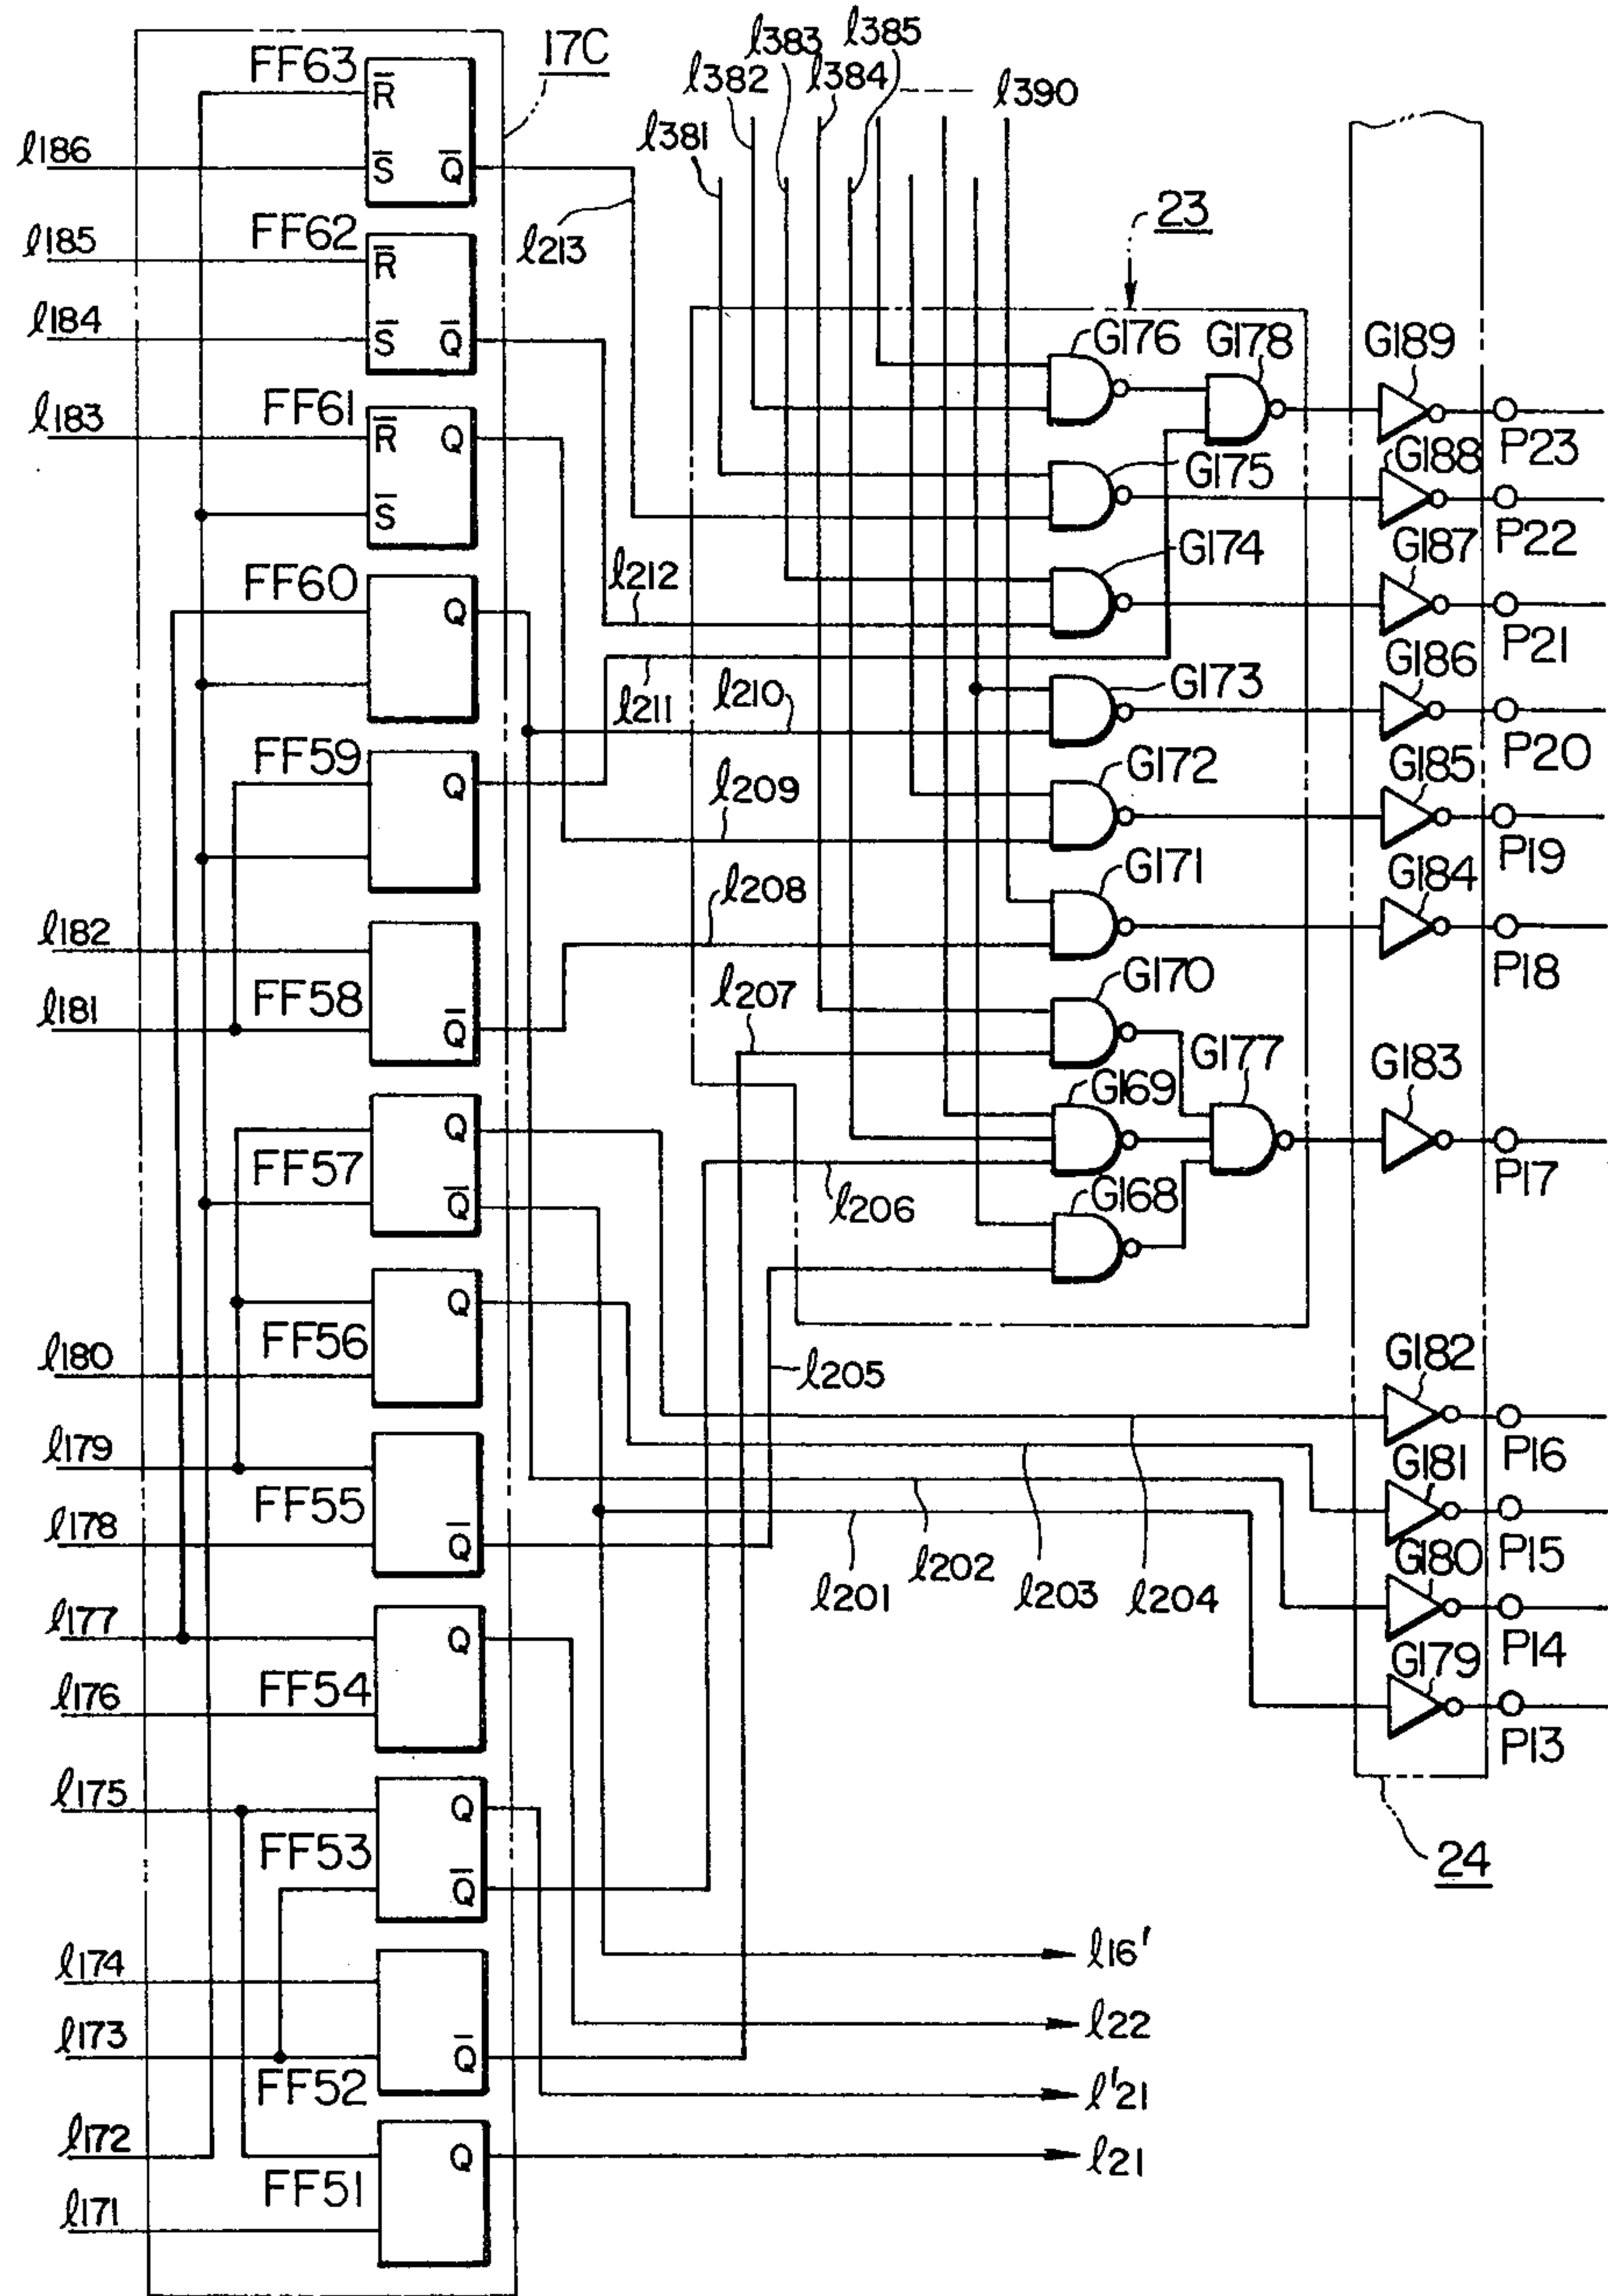 17C
FF63
R̅
S̅
Q̅
ℓ186
FF62
R̅
S̅
Q̅
ℓ185
ℓ184
FF61
R̅
Q
S̅
ℓ183
FF60
Q
FF59
Q
ℓ182
ℓ181
FF58
Q̅
FF57
Q
Q̅
FF56
Q
ℓ180
ℓ179
ℓ178
FF55
Q̅
ℓ177
ℓ176
FF54
Q
ℓ175
FF53
Q
Q̅
ℓ174
ℓ173
FF52
Q̅
ℓ172
ℓ171
FF51
Q
ℓ381
ℓ382
ℓ383
ℓ384
ℓ385
ℓ390
ℓ213
ℓ212
ℓ211
ℓ210
ℓ209
ℓ208
ℓ207
ℓ206
ℓ205
ℓ204
ℓ203
ℓ202
ℓ201
23
G176
G178
G175
G174
G173
G172
G171
G170
G177
G169
G168
G189
P23
G188
P22
G187
P21
G186
P20
G185
P19
G184
P18
G183
P17
G182
P16
G181
P15
G180
P14
G179
P13
24
ℓ16'
ℓ22
ℓ'21
ℓ21